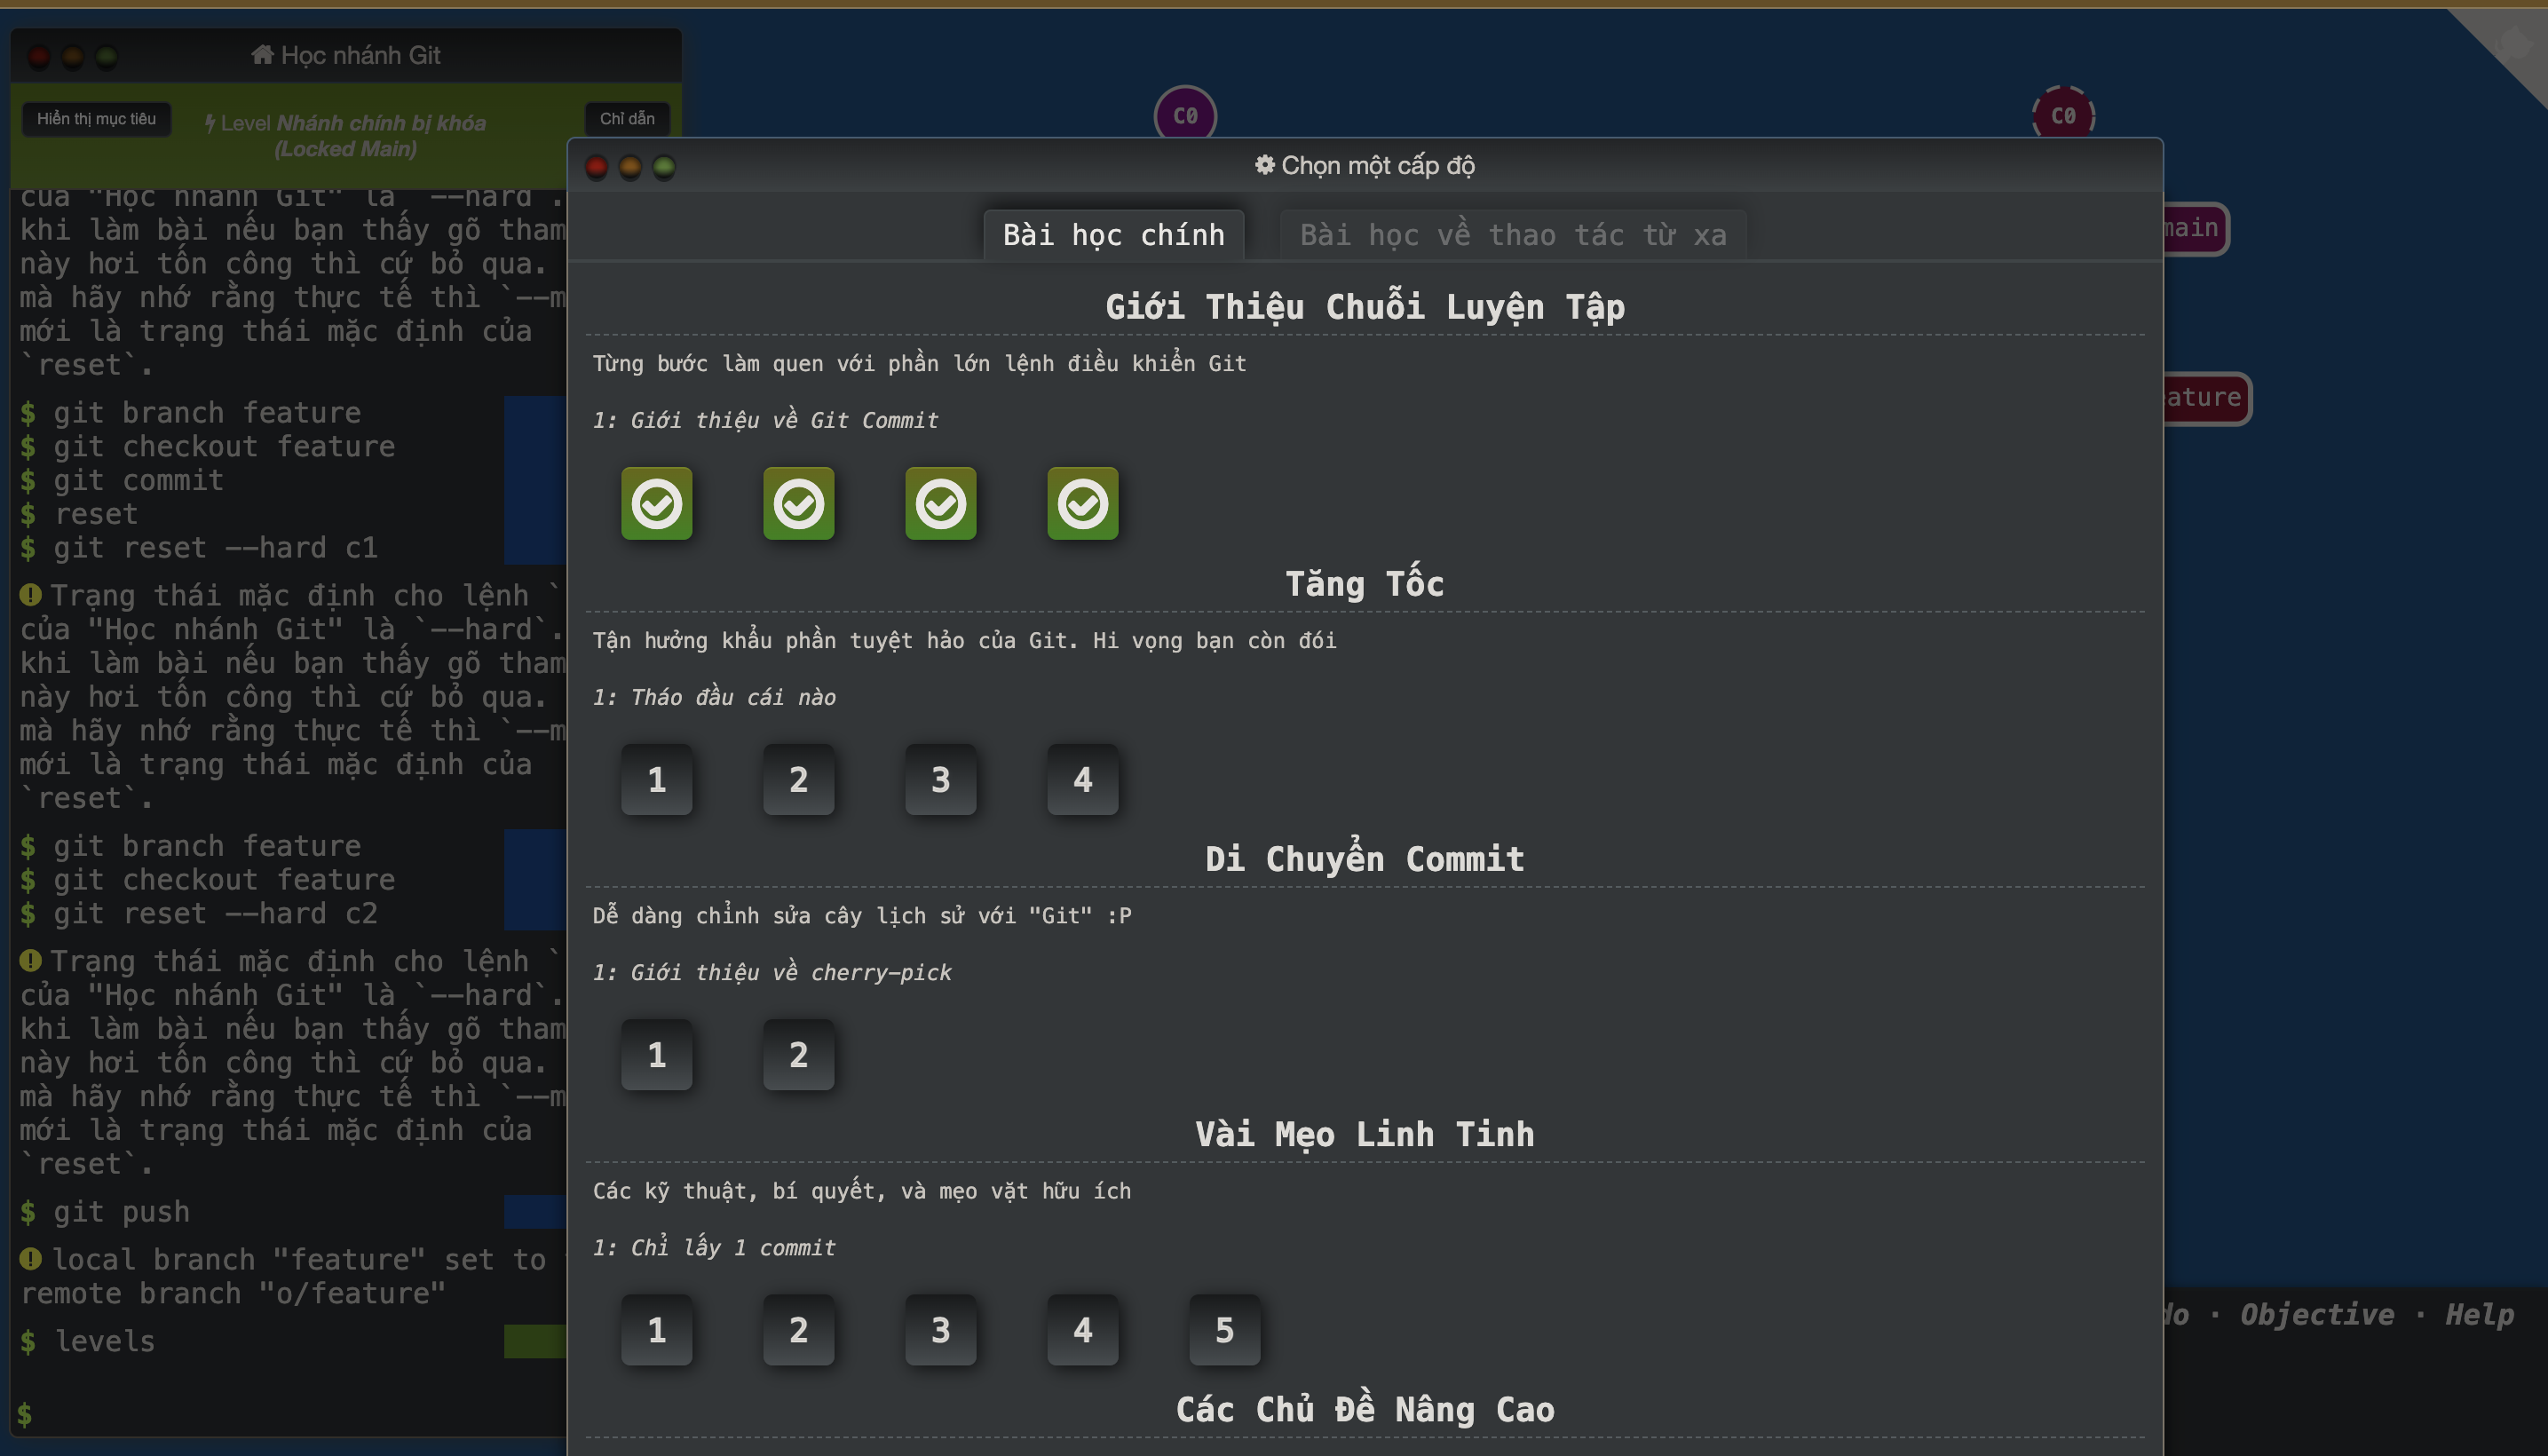 Học nhánh Git
Hiển thị mục tiêu
Level Nhánh chính bị khóa
(Locked Main)
Chỉ dẫn
của "Học nhánh Git" là `--hard`.
khi làm bài nếu bạn thấy gõ tham
này hơi tốn công thì cứ bỏ qua.
mà hãy nhớ rằng thực tế thì `--m
mới là trạng thái mặc định của
`reset`.
$ git branch feature
$ git checkout feature
$ git commit
$ reset
$ git reset --hard c1
Trạng thái mặc định cho lệnh `
của "Học nhánh Git" là `--hard`.
khi làm bài nếu bạn thấy gõ tham
này hơi tốn công thì cứ bỏ qua.
mà hãy nhớ rằng thực tế thì `--m
mới là trạng thái mặc định của
`reset`.
$ git branch feature
$ git checkout feature
$ git reset --hard c2
Trạng thái mặc định cho lệnh `
của "Học nhánh Git" là `--hard`.
khi làm bài nếu bạn thấy gõ tham
này hơi tốn công thì cứ bỏ qua.
mà hãy nhớ rằng thực tế thì `--m
mới là trạng thái mặc định của
`reset`.
$ git push
local branch "feature" set to
remote branch "o/feature"
$ levels
$
C0
C0
main
eature
Chọn một cấp độ
Bài học chính
Bài học về thao tác từ xa
Giới Thiệu Chuỗi Luyện Tập
Từng bước làm quen với phần lớn lệnh điều khiển Git
1: Giới thiệu về Git Commit
Tăng Tốc
Tận hưởng khẩu phần tuyệt hảo của Git. Hi vọng bạn còn đói
1: Tháo đầu cái nào
1 2 3 4
Di Chuyển Commit
Dễ dàng chỉnh sửa cây lịch sử với "Git" :P
1: Giới thiệu về cherry-pick
1 2
Vài Mẹo Linh Tinh
Các kỹ thuật, bí quyết, và mẹo vặt hữu ích
1: Chỉ lấy 1 commit
1 2 3 4 5
Các Chủ Đề Nâng Cao
do · Objective · Help